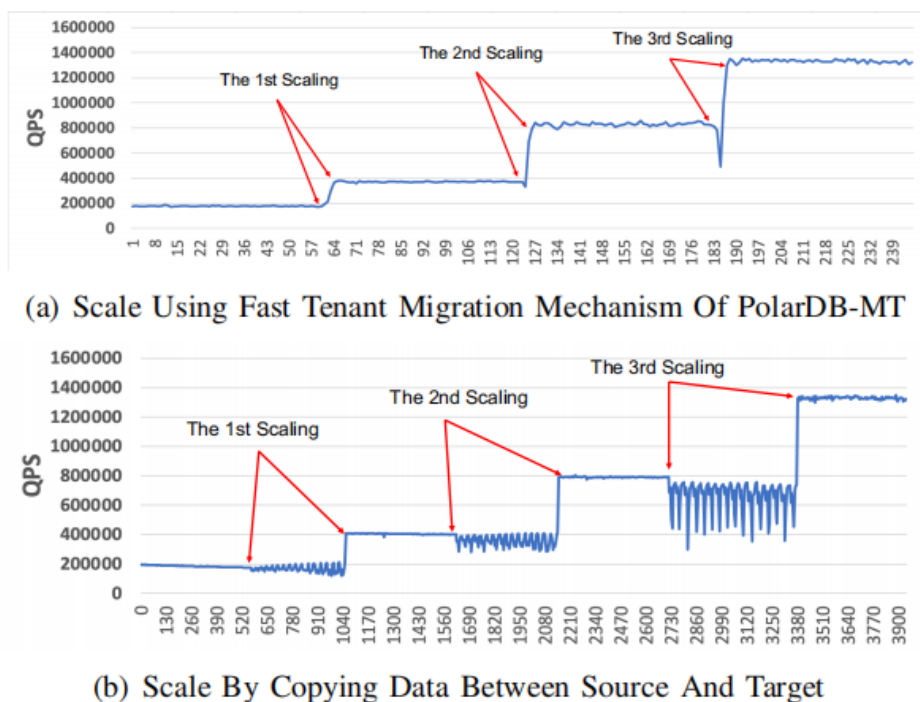 1600000
1400000
1200000
1000000
800000
600000
400000
200000
0
QPS
The 1st Scaling
The 2nd Scaling
The 3rd Scaling
1 8 15 22 29 36 43 50 57 64 71 78 85 92 99 106 113 120 127 134 141 148 155 162 169 176 183 190 197 204 211 218 225 232 239
(a) Scale Using Fast Tenant Migration Mechanism Of PolarDB-MT
1600000
1400000
1200000
1000000
800000
600000
400000
200000
0
QPS
The 1st Scaling
The 2nd Scaling
The 3rd Scaling
0 130 260 390 520 650 780 910 1040 1170 1300 1430 1560 1690 1820 1950 2080 2210 2340 2470 2600 2730 2860 2990 3120 3250 3380 3510 3640 3770 3900
(b) Scale By Copying Data Between Source And Target